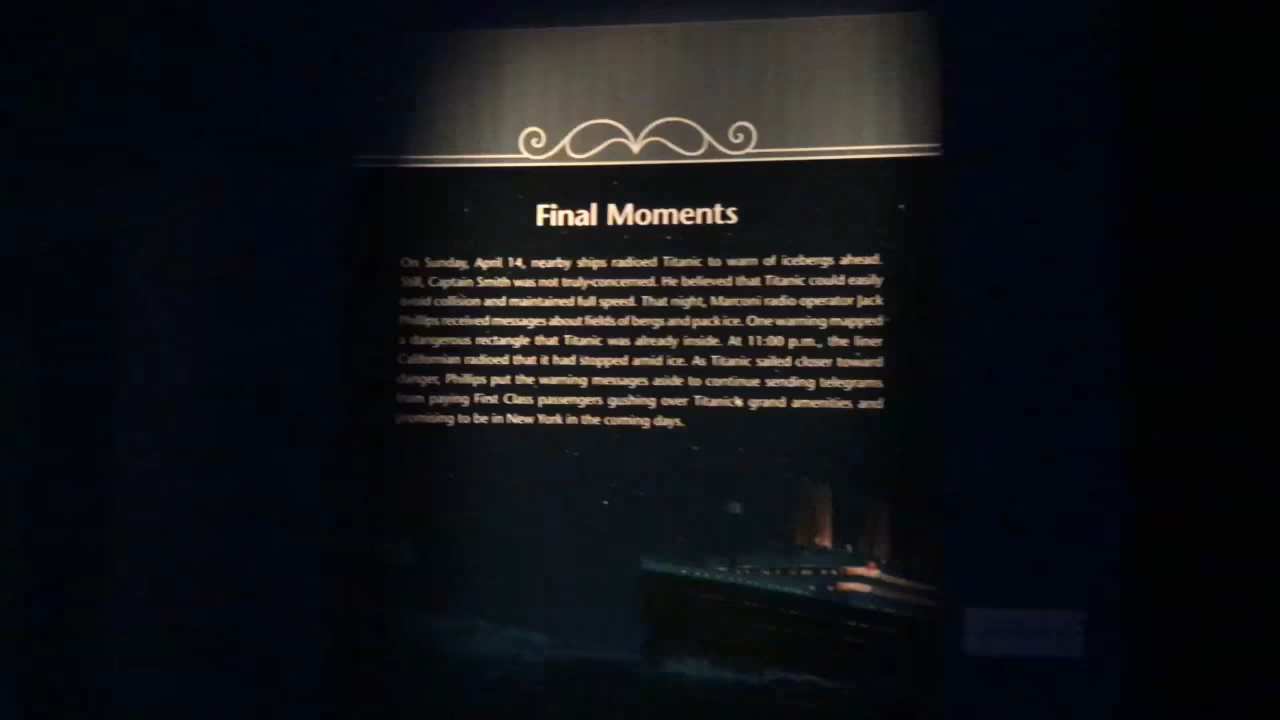 Final Moments
On Sunday, April 14, nearby ships radioed Titanic to warn of icebergs ahead.
Still, Captain Smith was not truly concerned. He believed that Titanic could easily
avoid collision and maintained full speed. That night, Marconi radio operator Jack
Phillips received messages about fields of bergs and pack ice. One warning mapped
a dangerous rectangle that Titanic was already inside. At 11:00 p.m., the liner
Californian radioed that it had stopped amid ice. As Titanic sailed closer toward
danger, Phillips put the warning messages aside to continue sending telegrams
from paying First Class passengers gushing over Titanic's grand amenities and
promising to be in New York in the coming days.